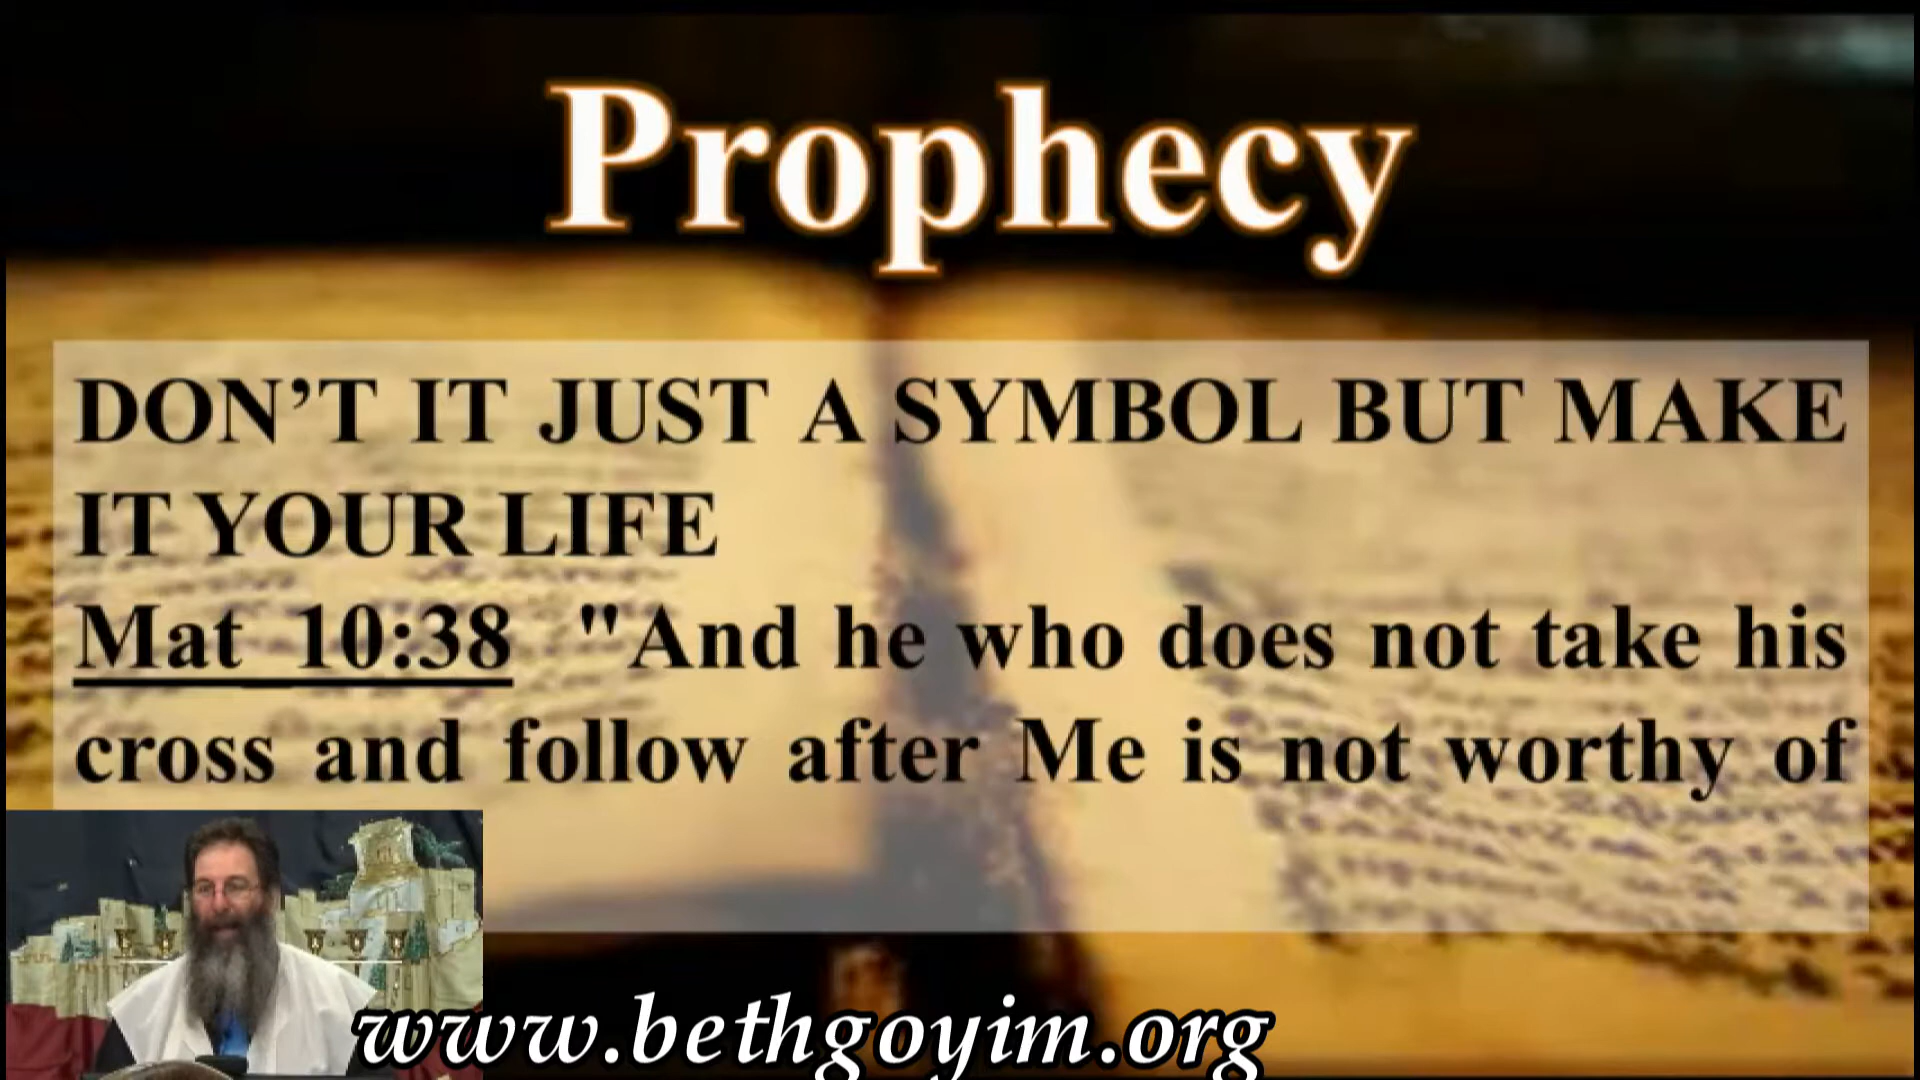 Prophecy
DON’T IT JUST A SYMBOL BUT MAKE
IT YOUR LIFE
Mat 10:38 "And he who does not take his
cross and follow after Me is not worthy of
www.bethgoyim.org